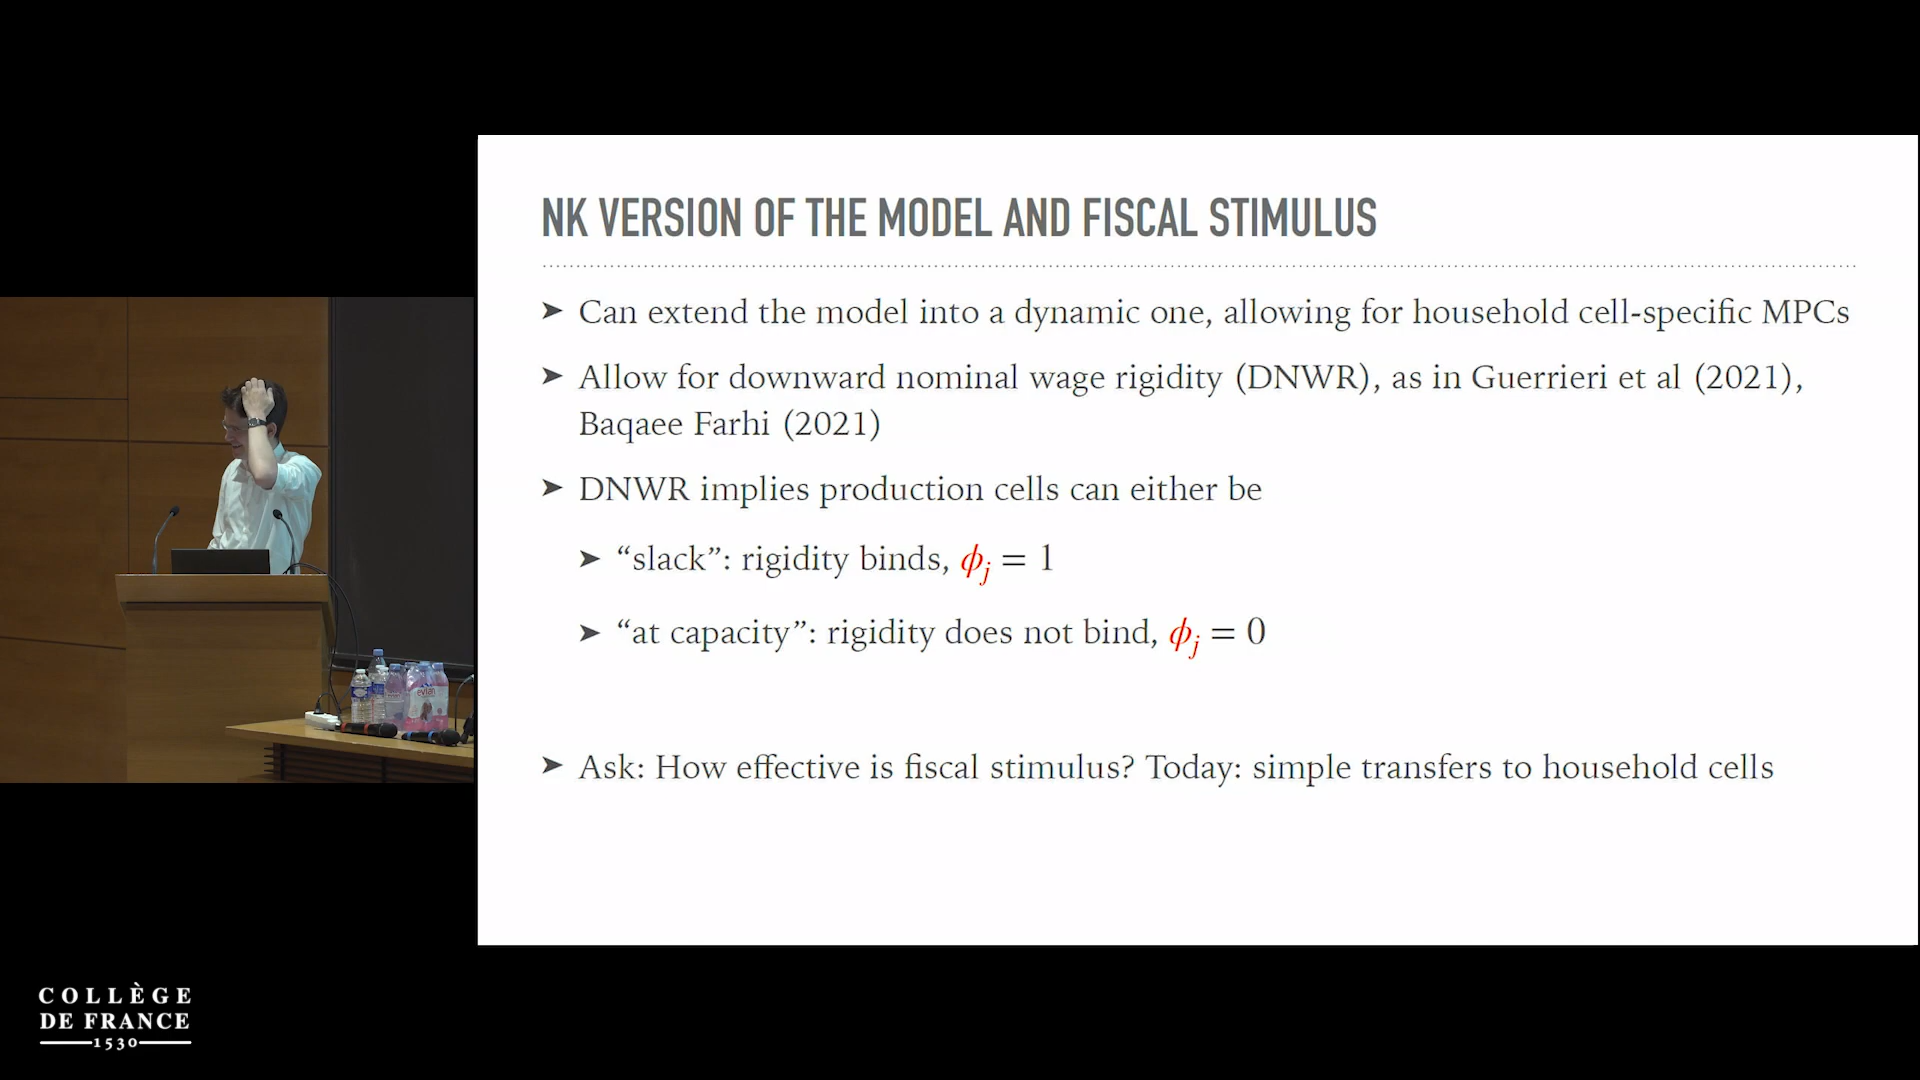 NK VERSION OF THE MODEL AND FISCAL STIMULUS
➤ Can extend the model into a dynamic one, allowing for household cell-specific MPCs
➤ Allow for downward nominal wage rigidity (DNWR), as in Guerrieri et al (2021),
Baqaee Farhi (2021)
➤ DNWR implies production cells can either be
➤ “slack”: rigidity binds, ϕj = 1
➤ “at capacity”: rigidity does not bind, ϕj = 0
➤ Ask: How effective is fiscal stimulus? Today: simple transfers to household cells
evian
COLLÈGE
DE FRANCE
1530